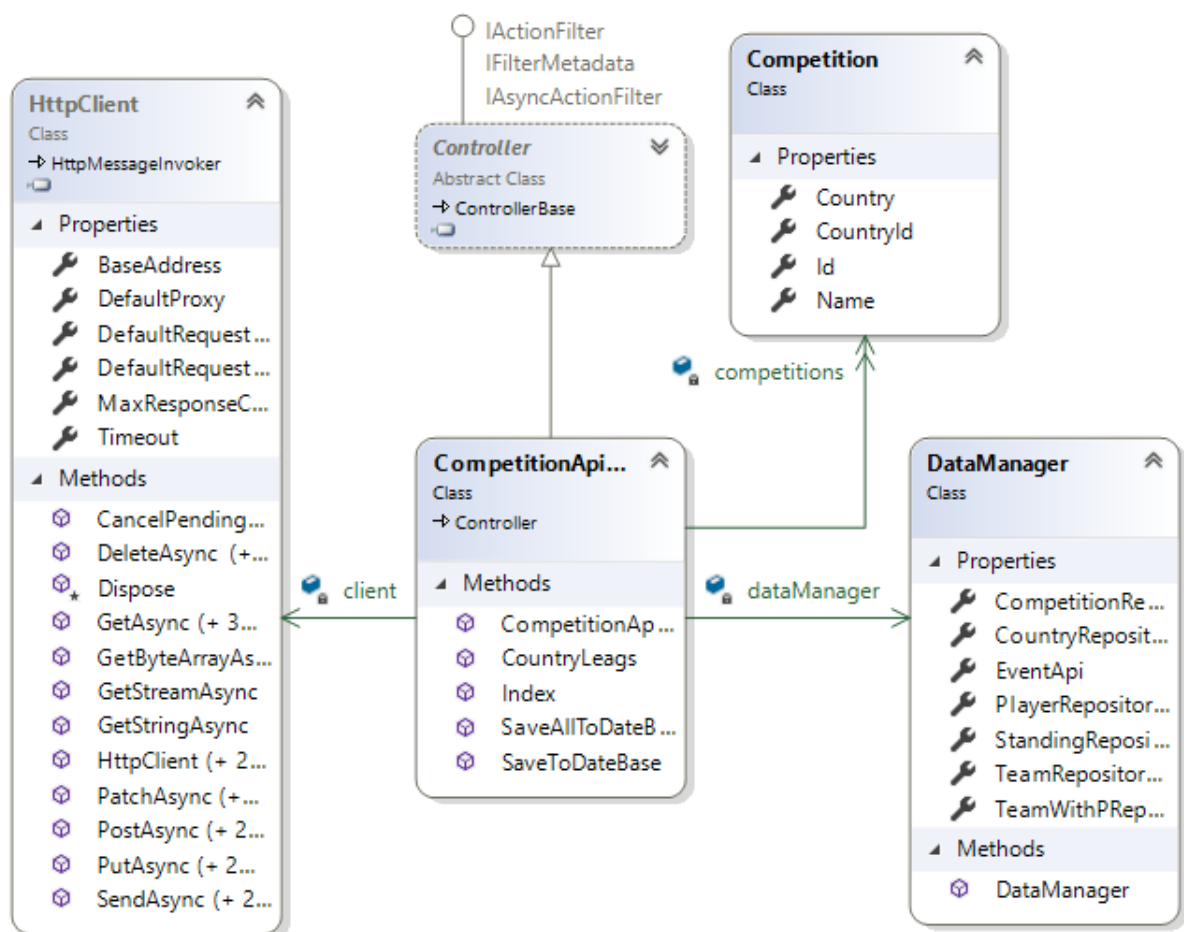 HttpClient
Class
HttpMessageInvoker
Properties
BaseAddress
DefaultProxy
DefaultRequest...
DefaultRequest...
MaxResponseC...
Timeout
Methods
CancelPending...
DeleteAsync (+...
Dispose
GetAsync (+ 3...
GetByteArrayAs...
GetStreamAsync
GetStringAsync
HttpClient (+ 2...
PatchAsync (+...
PostAsync (+ 2...
PutAsync (+ 2...
SendAsync (+ 2...
IActionFilter
IFilterMetadata
IAsyncActionFilter
Controller
Abstract Class
ControllerBase
Competition
Class
Properties
Country
CountryId
Id
Name
competitions
CompetitionApi...
Class
Controller
Methods
CompetitionAp...
CountryLeags
Index
SaveAllToDateB...
SaveToDateBase
client
dataManager
DataManager
Class
Properties
CompetitionRe...
CountryReposit...
EventApi
PlayerRepositor...
StandingReposi...
TeamRepositor...
TeamWithPRep...
Methods
DataManager